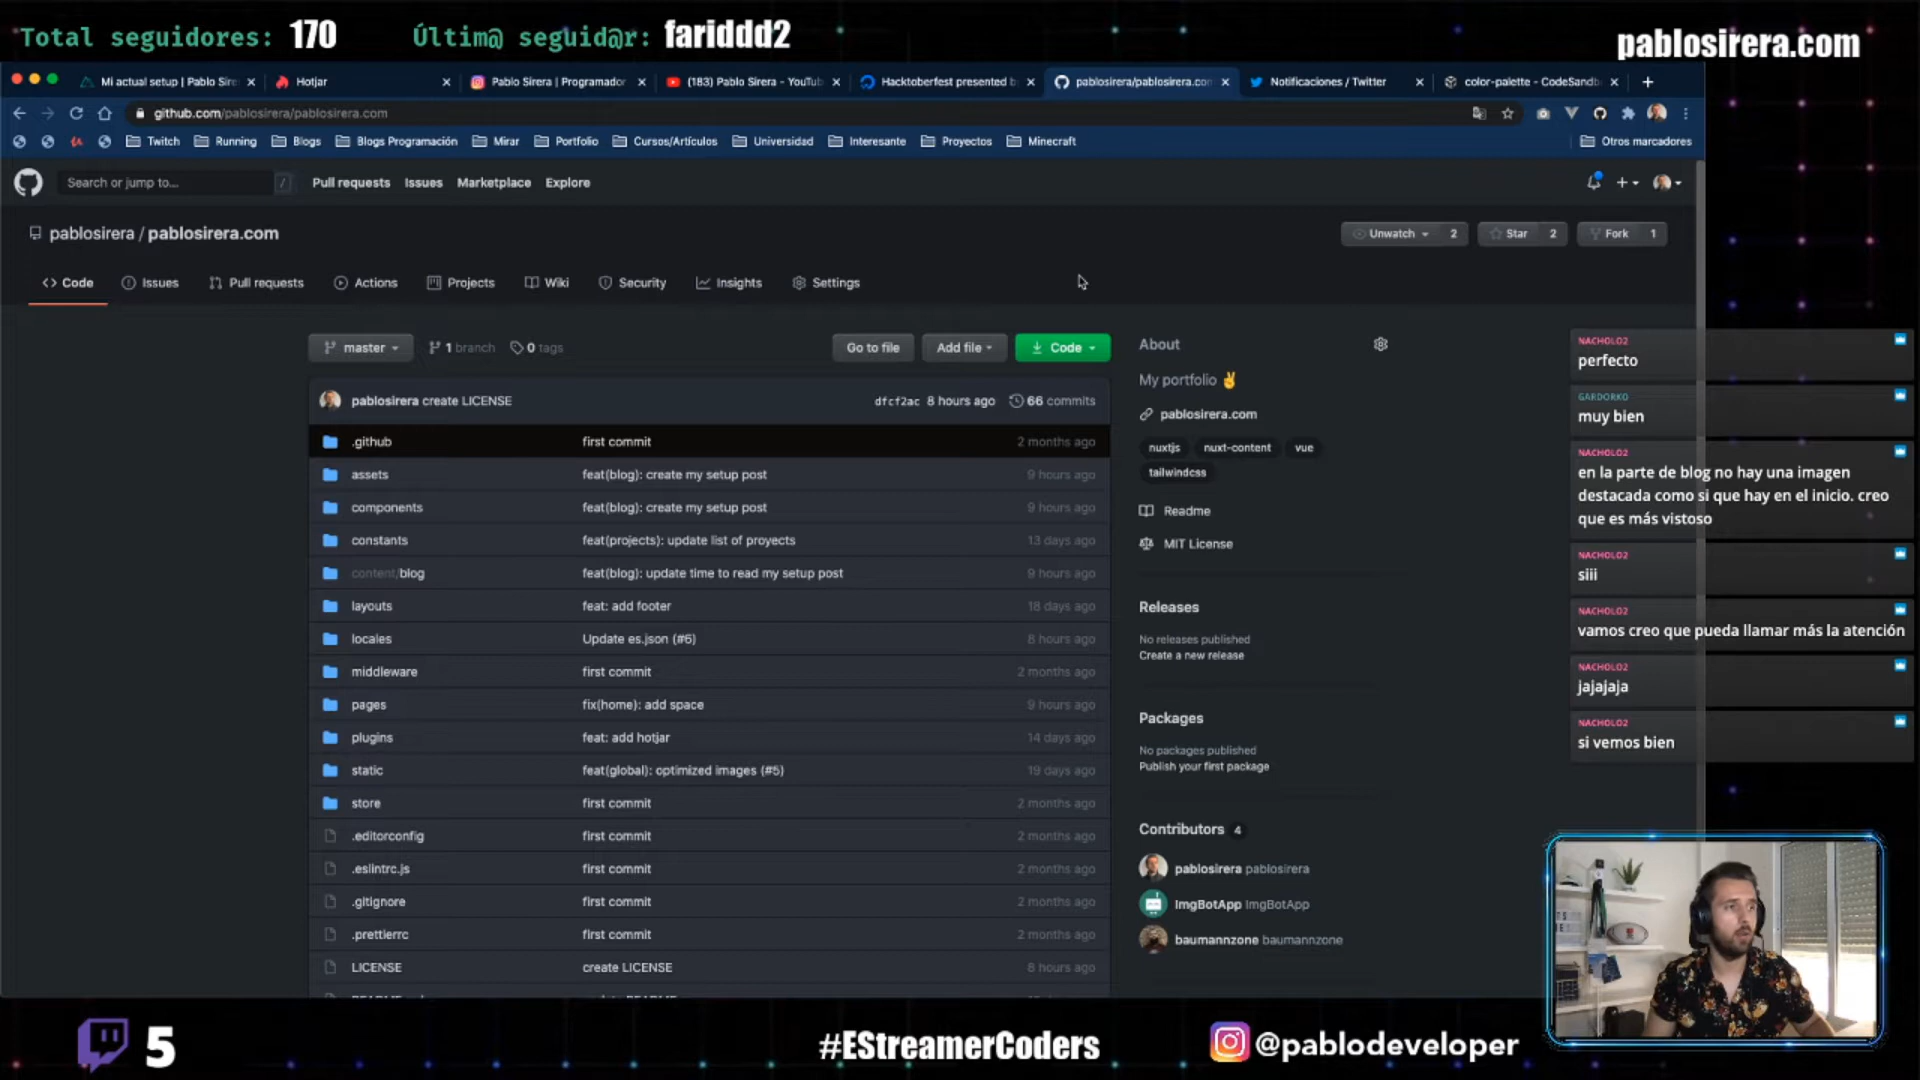 Total seguidores: 170
Últim@ seguid@r: fariddd2
pablosirera.com
Mi actual setup | Pablo Sire
Hotjar
Pablo Sirera | Programador
(183) Pablo Sirera - YouTub
Hacktoberfest presented b
pablosirera/pablosirera.com
Notificaciones / Twitter
color-palette - CodeSandb
github.com/pablosirera/pablosirera.com
Twitch
Running
Blogs
Blogs Programación
Mirar
Portfolio
Cursos/Artículos
Universidad
Interesante
Proyectos
Minecraft
Otros marcadores
Search or jump to...
/
Pull requests
Issues
Marketplace
Explore
pablosirera / pablosirera.com
Unwatch 2
Star 2
Fork 1
Code
Issues
Pull requests
Actions
Projects
Wiki
Security
Insights
Settings
master
1 branch
0 tags
Go to file
Add file
Code
pablosirera create LICENSE dfcf2ac 8 hours ago 66 commits
.github first commit 2 months ago
assets feat(blog): create my setup post 9 hours ago
components feat(blog): create my setup post 9 hours ago
constants feat(projects): update list of proyects 13 days ago
content/blog feat(blog): update time to read my setup post 9 hours ago
layouts feat: add footer 18 days ago
locales Update es.json (#6) 8 hours ago
middleware first commit 2 months ago
pages fix(home): add space 9 hours ago
plugins feat: add hotjar 14 days ago
static feat(global): optimized images (#5) 19 days ago
store first commit 2 months ago
.editorconfig first commit 2 months ago
.eslintrc.js first commit 2 months ago
.gitignore first commit 2 months ago
.prettierrc first commit 2 months ago
LICENSE create LICENSE 8 hours ago
About
My portfolio ✌
pablosirera.com
nuxtjs nuxt-content vue
tailwindcss
Readme
MIT License
Releases
No releases published
Create a new release
Packages
No packages published
Publish your first package
Contributors 4
pablosirera pablosirera
ImgBotApp ImgBotApp
baumannzone baumannzone
NACHOLO2
perfecto
GARDORKO
muy bien
NACHOLO2
en la parte de blog no hay una imagen
destacada como si que hay en el inicio. creo
que es más vistoso
NACHOLO2
siii
NACHOLO2
vamos creo que pueda llamar más la atención
NACHOLO2
jajajaja
NACHOLO2
si vemos bien
5
#EStreamerCoders
@pablodeveloper